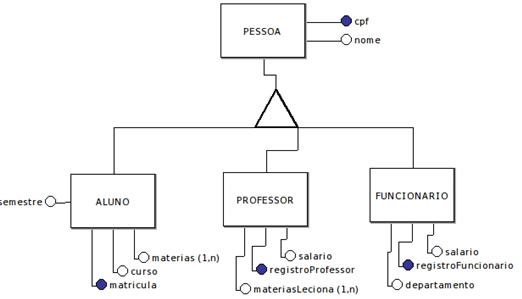 PESSOA
cpf
nome
semestre
ALUNO
PROFESSOR
FUNCIONARIO
materias (1,n)
curso
matricula
salario
registroProfessor
materiasLeciona (1,n)
salario
registroFuncionario
departamento